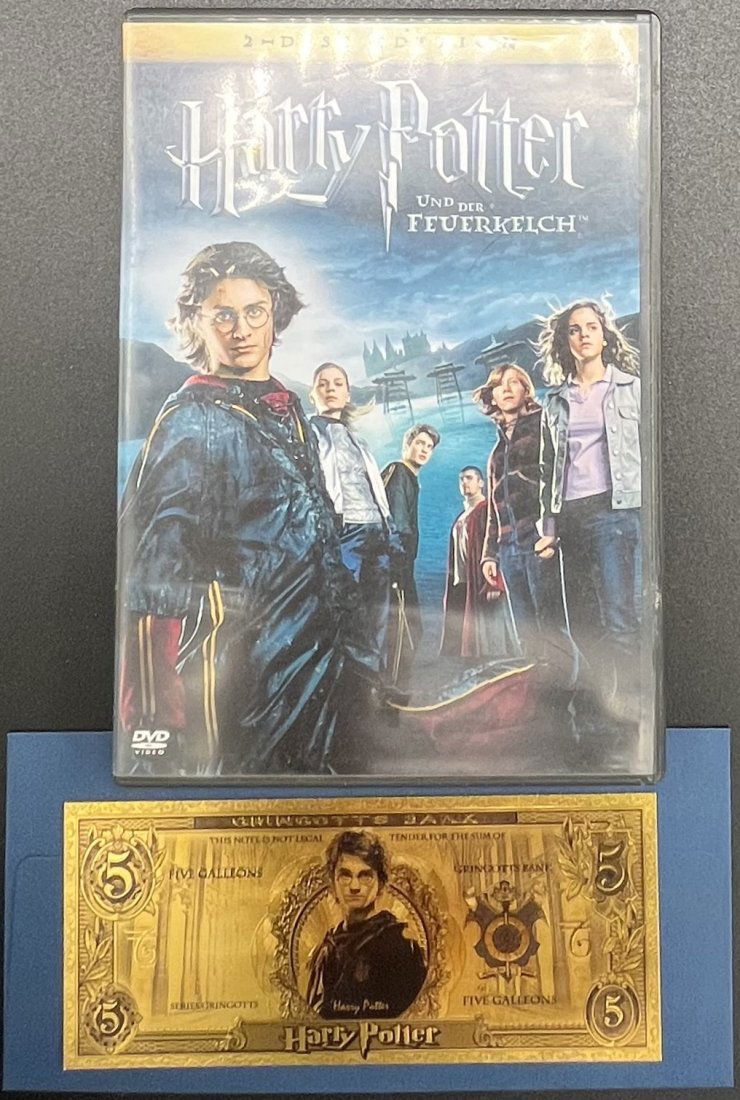 2-DISC EDITION
Harry Potter
UND DER
FEUERKELCH™
DVD
VIDEO
GRINGOTTS BANK
THIS NOTE IS NOT LEGAL TENDER FOR THE SUM OF
5 FIVE GALLEONS GRINGOTTS BANK 5
Harry Potter
5 SERIES GRINGOTTS FIVE GALLEONS 5
Harry Potter